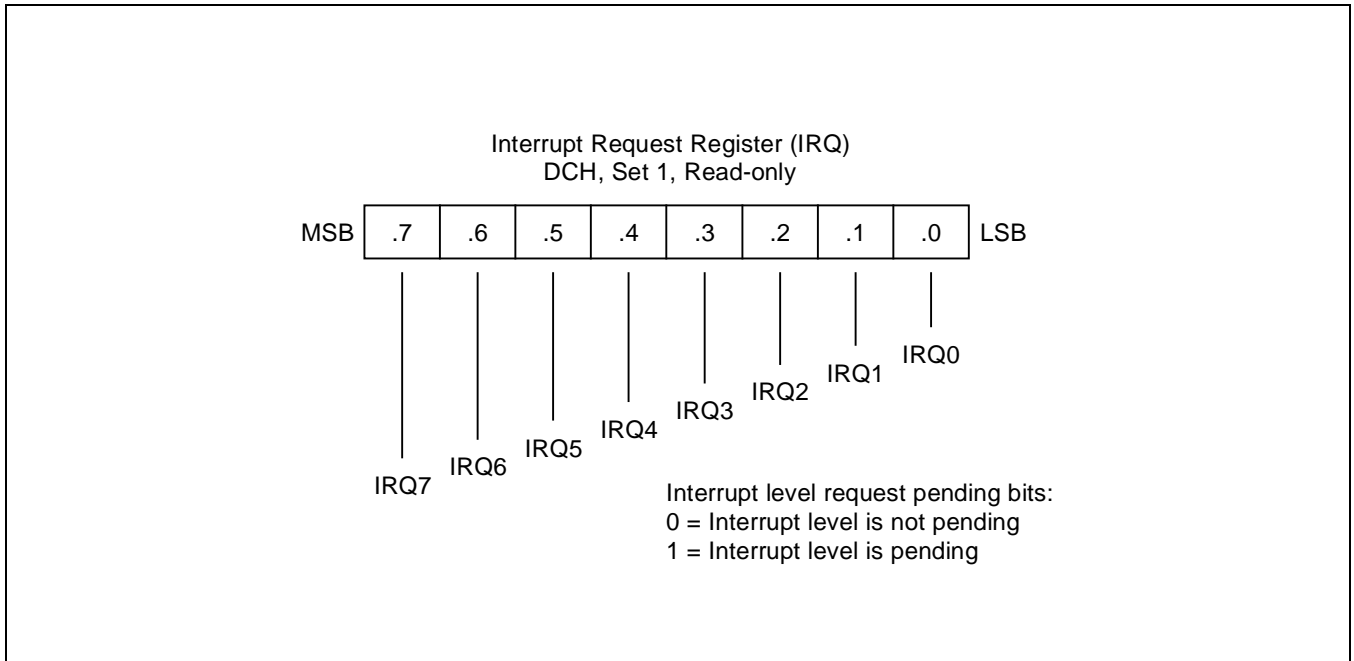 Interrupt Request Register (IRQ)
DCH, Set 1, Read-only
MSB .7 .6 .5 .4 .3 .2 .1 .0 LSB
IRQ7 IRQ6 IRQ5 IRQ4 IRQ3 IRQ2 IRQ1 IRQ0
Interrupt level request pending bits:
0 = Interrupt level is not pending
1 = Interrupt level is pending